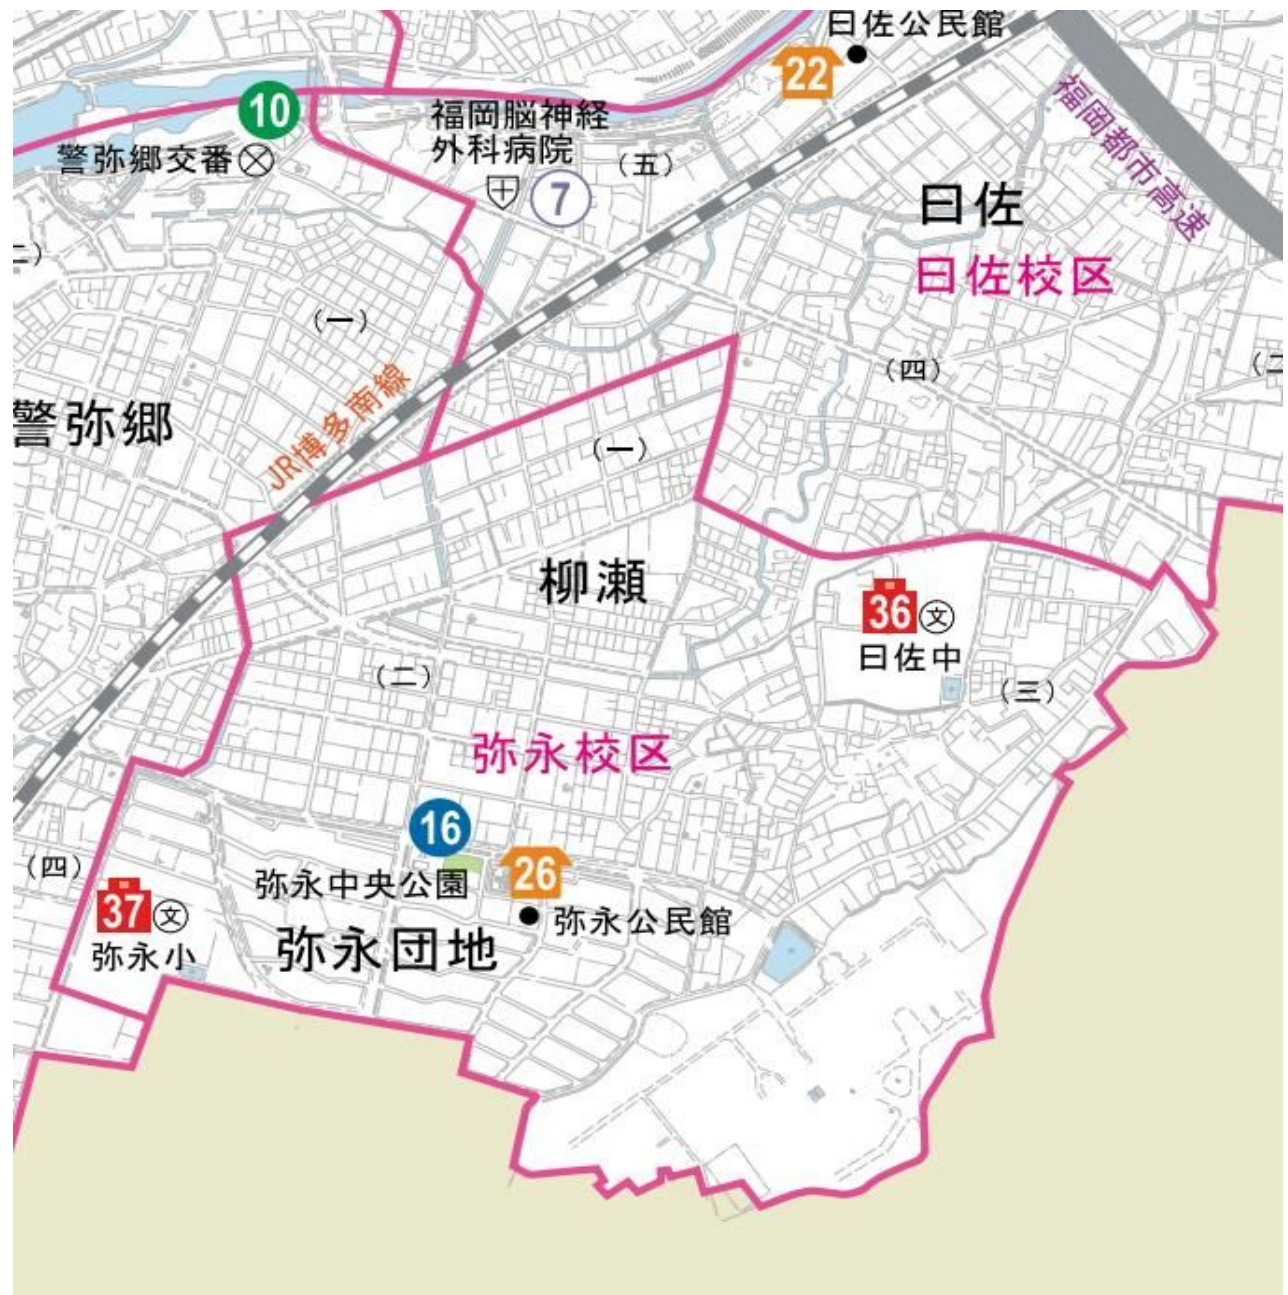 曰佐公民館
22
10
福岡脳神経
外科病院
警弥郷交番
7
(五)
福岡都市高速
曰佐
曰佐校区
(一)
(四)
JR博多南線
警弥郷
(一)
柳瀬
36
文
曰佐中
(二)
(三)
弥永校区
16
26
(四)
弥永中央公園
37
文
弥永公民館
弥永小
弥永団地